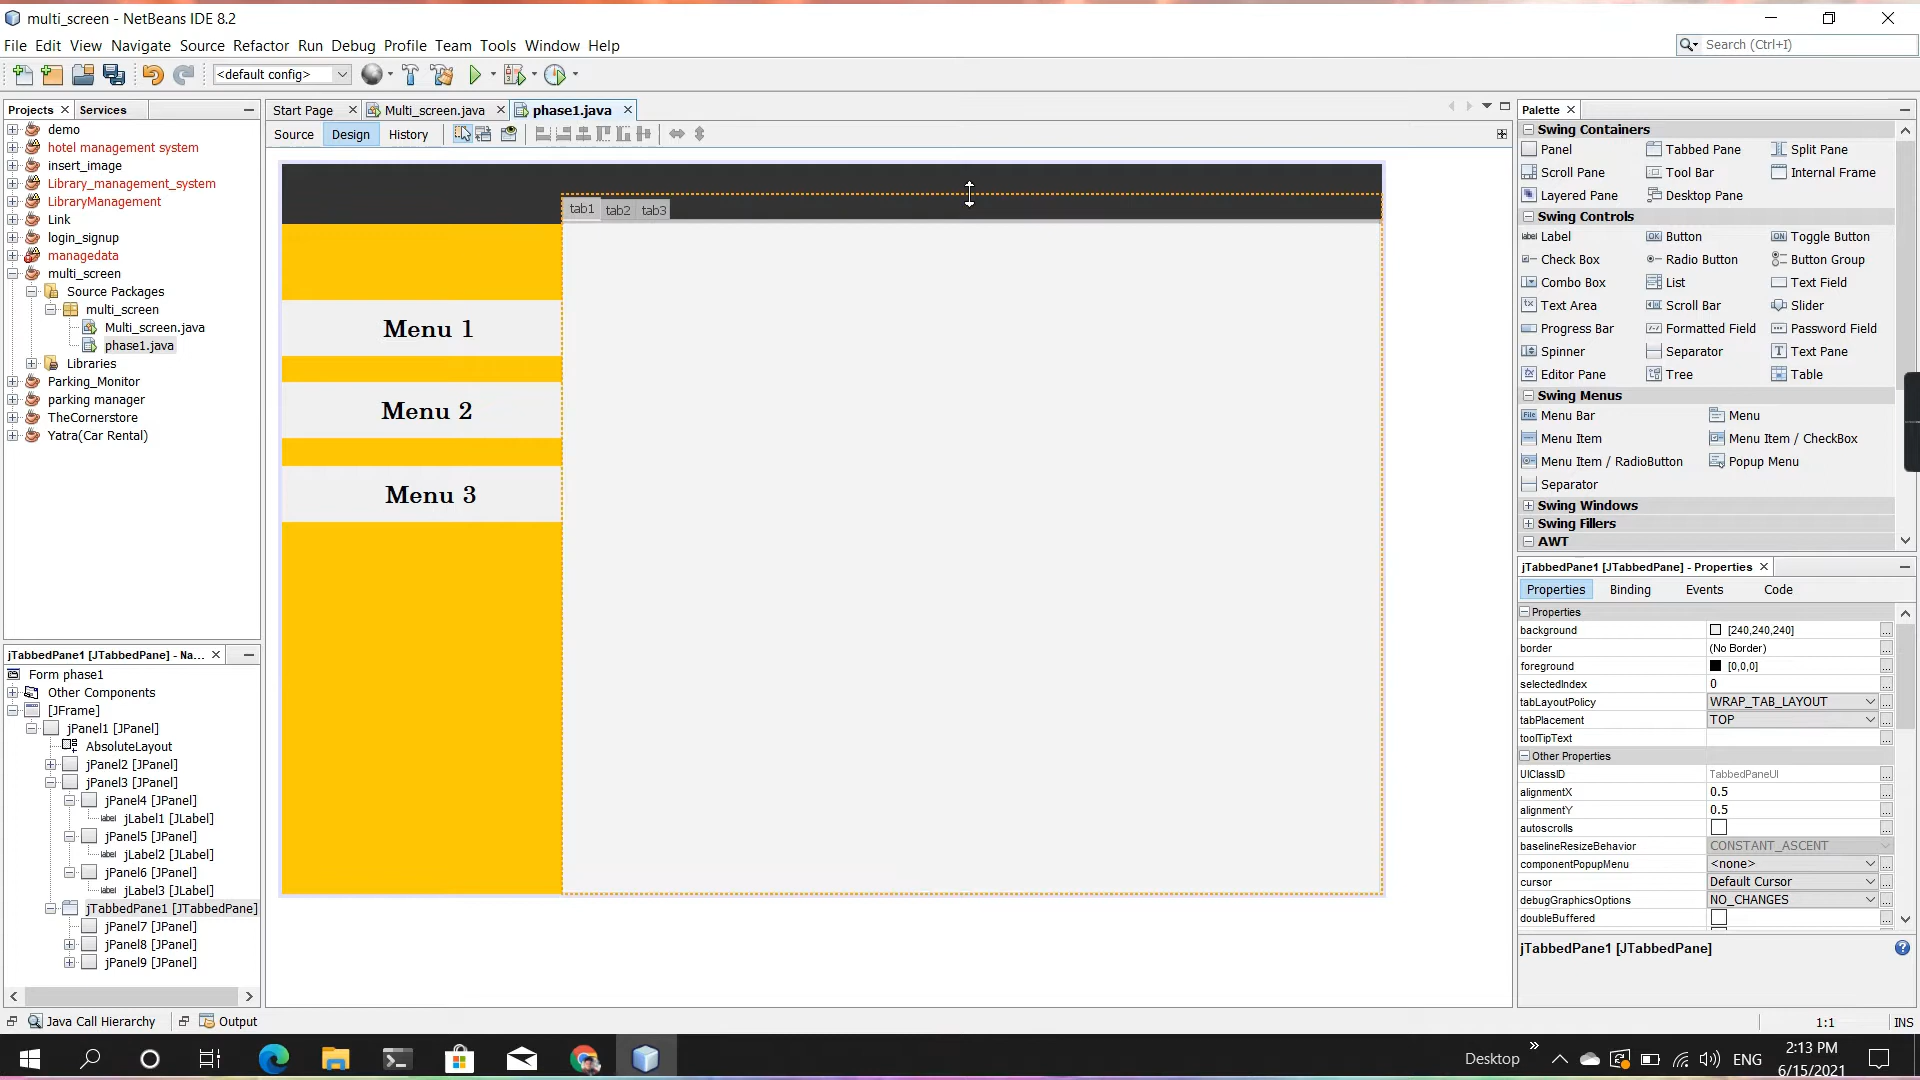 multi_screen - NetBeans IDE 8.2
File Edit View Navigate Source Refactor Run Debug Profile Team Tools Window Help
Search (Ctrl+I)
<default config>
Projects Services
Start Page Multi_screen.java phase1.java
Source Design History
demo
hotel management system
insert_image
Library_management_system
LibraryManagement
Link
login_signup
managedata
multi_screen
Source Packages
multi_screen
Multi_screen.java
phase1.java
Libraries
Parking_Monitor
parking manager
TheCornerstore
Yatra(Car Rental)
jTabbedPane1 [JTabbedPane] - Na...
Form phase1
Other Components
[JFrame]
jPanel1 [JPanel]
AbsoluteLayout
jPanel2 [JPanel]
jPanel3 [JPanel]
jPanel4 [JPanel]
label jLabel1 [JLabel]
jPanel5 [JPanel]
label jLabel2 [JLabel]
jPanel6 [JPanel]
label jLabel3 [JLabel]
jTabbedPane1 [JTabbedPane]
jPanel7 [JPanel]
jPanel8 [JPanel]
jPanel9 [JPanel]
tab1 tab2 tab3
Menu 1
Menu 2
Menu 3
Palette
Swing Containers
Panel Tabbed Pane Split Pane
Scroll Pane Tool Bar Internal Frame
Layered Pane Desktop Pane
Swing Controls
label Label OK Button ON Toggle Button
Check Box Radio Button Button Group
Combo Box List Text Field
Text Area Scroll Bar Slider
Progress Bar Formatted Field Password Field
Spinner Separator T Text Pane
Editor Pane Tree Table
Swing Menus
File Menu Bar Menu
Menu Item Menu Item / CheckBox
Menu Item / RadioButton Popup Menu
Separator
Swing Windows
Swing Fillers
AWT
jTabbedPane1 [JTabbedPane] - Properties
Properties Binding Events Code
Properties
background [240,240,240] ...
border (No Border) ...
foreground [0,0,0] ...
selectedIndex 0 ...
tabLayoutPolicy WRAP_TAB_LAYOUT ...
tabPlacement TOP ...
toolTipText ...
Other Properties
UIClassID TabbedPaneUI ...
alignmentX 0.5 ...
alignmentY 0.5 ...
autoscrolls ...
baselineResizeBehavior CONSTANT_ASCENT ...
componentPopupMenu <none> ...
cursor Default Cursor ...
debugGraphicsOptions NO_CHANGES ...
doubleBuffered ...
jTabbedPane1 [JTabbedPane]
Java Call Hierarchy Output
1:1 INS
Desktop ENG
2:13 PM
6/15/2021